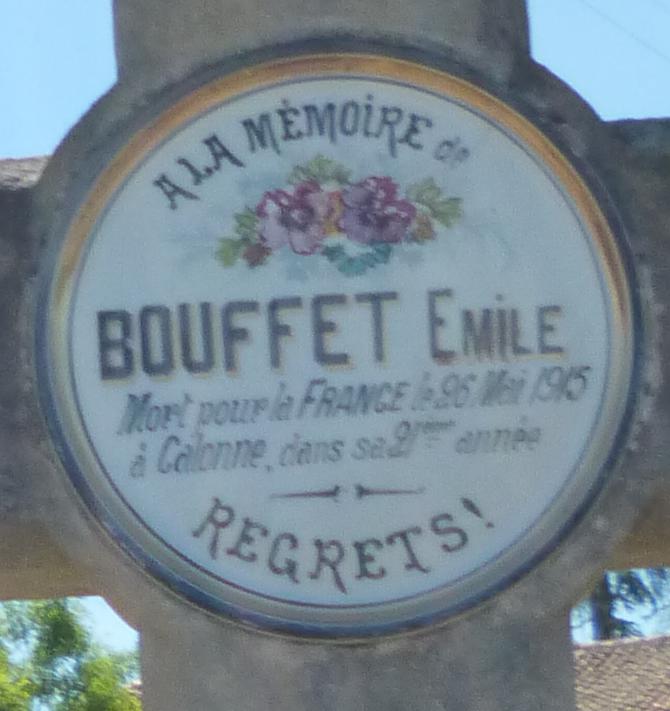 A LA MÉMOIRE de
BOUFFET EMILE
Mort pour la FRANCE le 26 Mai 1915
à Calonne, dans sa 21ème année
REGRETS!